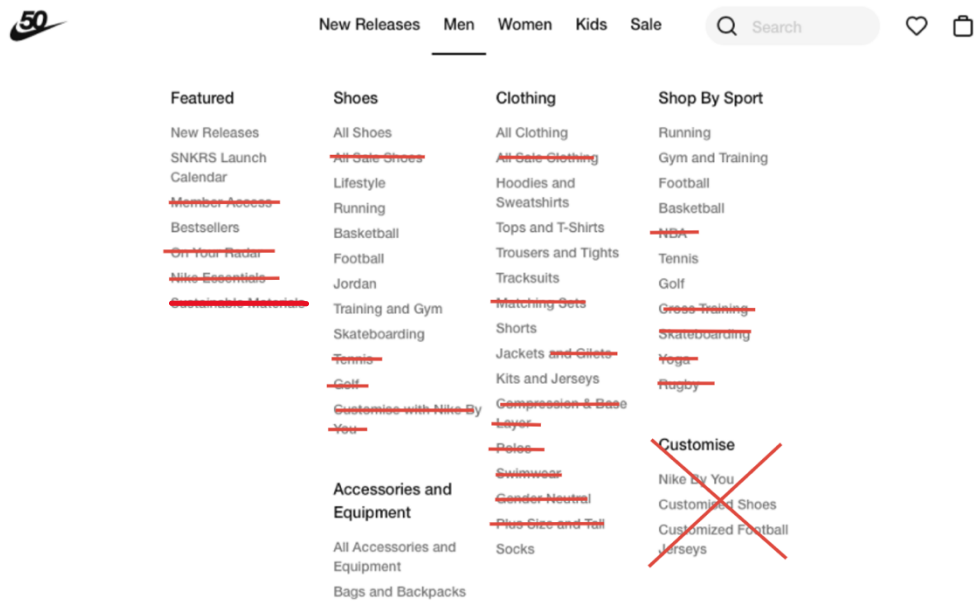 50
New Releases Men Women Kids Sale Search
Featured
New Releases
SNKRS Launch
Calendar
Member Access
Bestsellers
On Your Radar
Nike Essentials
Sustainable Materials
Shoes
All Shoes
All Sale Shoes
Lifestyle
Running
Basketball
Football
Jordan
Training and Gym
Skateboarding
Tennis
Golf
Customise with Nike By
You
Accessories and
Equipment
All Accessories and
Equipment
Bags and Backpacks
Clothing
All Clothing
All Sale Clothing
Hoodies and
Sweatshirts
Tops and T-Shirts
Trousers and Tights
Tracksuits
Matching Sets
Shorts
Jackets and Gilets
Kits and Jerseys
Compression & Base
Layer
Polos
Swimwear
Gender Neutral
Plus Size and Tall
Socks
Shop By Sport
Running
Gym and Training
Football
Basketball
NBA
Tennis
Golf
Cross Training
Skateboarding
Yoga
Rugby
Customise
Nike By You
Customised Shoes
Customized Football
Jerseys